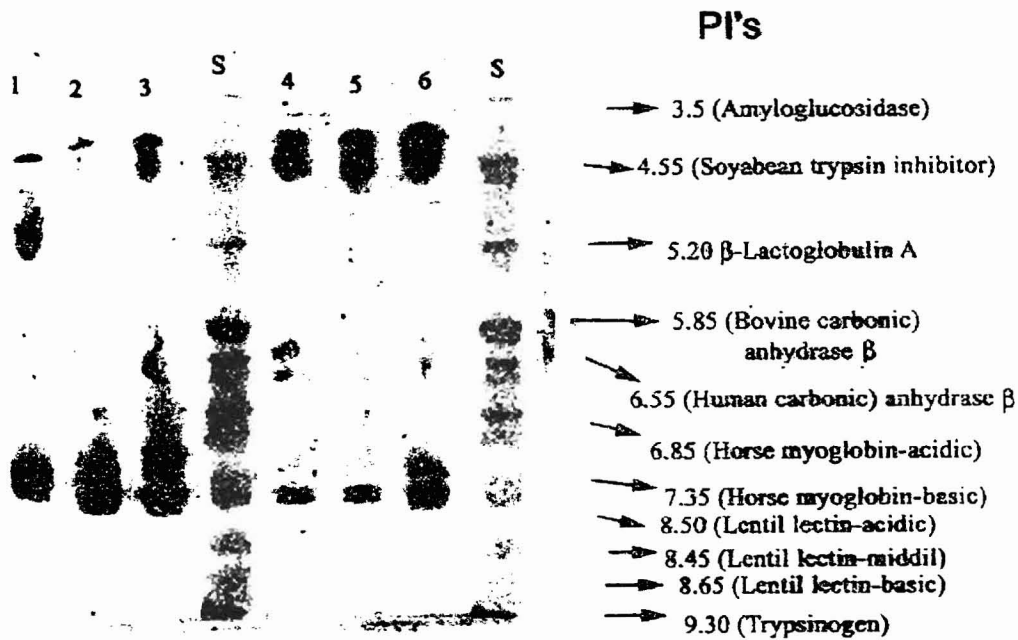 PI's
1 2 3 S 4 5 6 S
3.5 (Amyloglucosidase)
4.55 (Soyabean trypsin inhibitor)
5.20 β-Lactoglobulin A
5.85 (Bovine carbonic)
anhydrase β
6.55 (Human carbonic) anhydrase β
6.85 (Horse myoglobin-acidic)
7.35 (Horse myoglobin-basic)
8.50 (Lentil lectin-acidic)
8.45 (Lentil lectin-middil)
8.65 (Lentil lectin-basic)
9.30 (Trypsinogen)